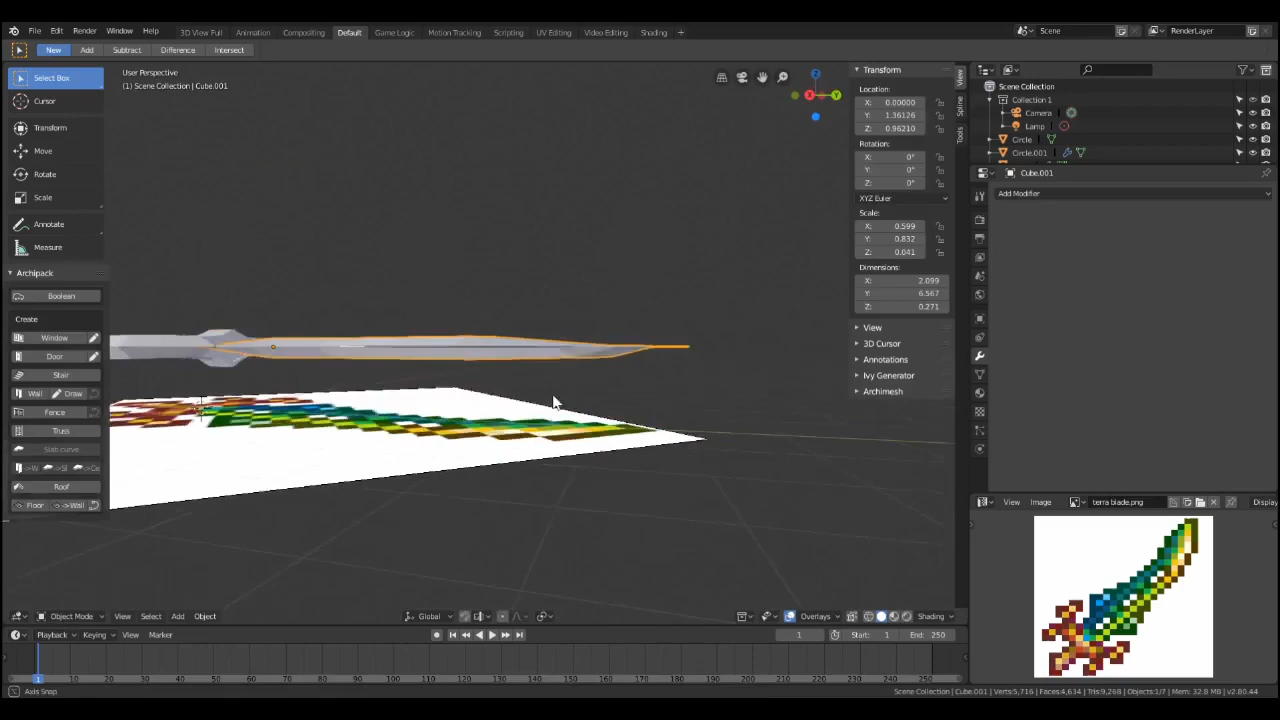 File Edit Render Window Help 3D View Full Animation Compositing Default Game Logic Motion Tracking Scripting UV Editing Video Editing Shading + Scene RenderLayer
New Add Subtract Difference Intersect
Select Box
Cursor
Transform
Move
Rotate
Scale
Annotate
Measure
Archipack
Boolean
Create
Window
Door
Stair
Wall Draw
Fence
Truss
Slab curve
->W ->Sl ->Ce
Roof
Floor ->Wall
User Perspective
(1) Scene Collection | Cube.001
X Y Z
Transform
Location:
X: 0.00000
Y: 1.36126
Z: 0.96210
Rotation:
X: 0°
Y: 0°
Z: 0°
XYZ Euler
Scale:
X: 0.599
Y: 0.832
Z: 0.041
Dimensions:
X: 2.099
Y: 6.567
Z: 0.271
View
3D Cursor
Annotations
Ivy Generator
Archimesh
View
Spline
Tools
Scene Collection
Collection 1
Camera
Lamp
Circle
Circle.001
Cube.001
Add Modifier
View Image terra blade.png Display
Object Mode View Select Add Object Global Overlays Shading
Playback Keying View Marker 1 Start: 1 End: 250
1 10 20 30 40 50 60 70 80 90 100 110 120 130 140 150 160 170 180 190 200 210 220 230 240 250
Axis Snap
Scene Collection | Cube.001 | Verts:5,716 | Faces:4,634 | Tris:9,268 | Objects:1/7 | Mem: 32.8 MB | v2.80.44